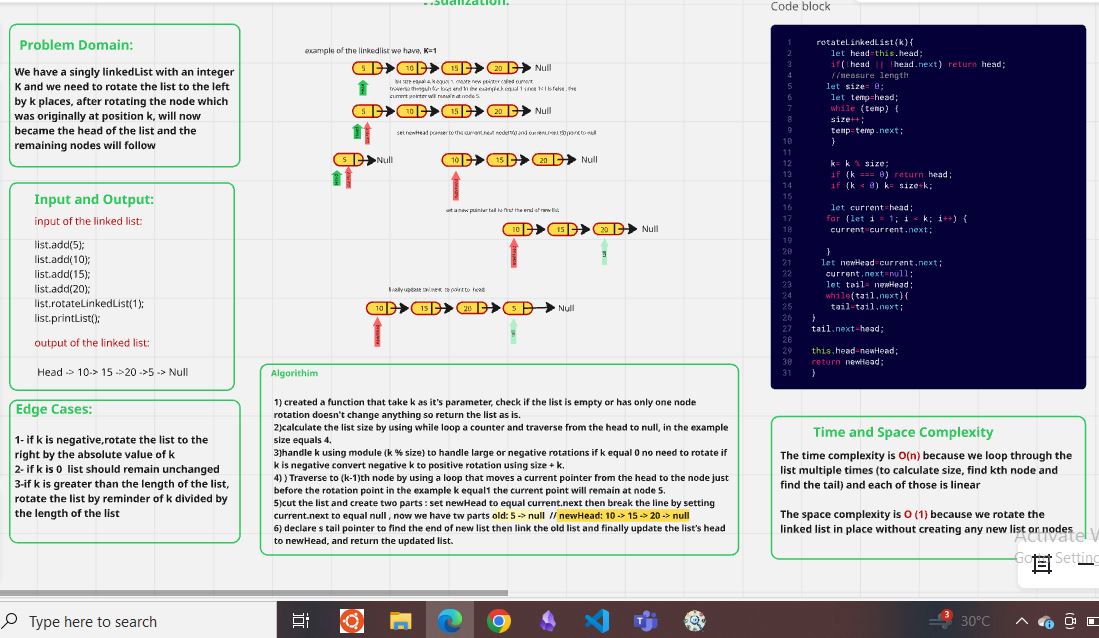 Visualization:
Code block
Problem Domain:
We have a singly linkedList with an integer
K and we need to rotate the list to the left
by k places, after rotating the node which
was originally at position k, will now
became the head of the list and the
remaining nodes will follow
Input and Output:
input of the linked list:
list.add(5);
list.add(10);
list.add(15);
list.add(20);
list.rotateLinkedList(1);
list.printList();
output of the linked list:
Head -> 10-> 15 ->20 ->5 -> Null
Edge Cases:
1- if k is negative,rotate the list to the
right by the absolute value of k
2- if k is 0 list should remain unchanged
3-if k is greater than the length of the list,
rotate the list by reminder of k divided by
the length of the list
example of the linkedlist we have, K=1
5 10 15 20 Null
5 10 15 20 Null
set newHead pointer to the current.next node(10) and current.next (5) point to null
5 Null 10 15 20 Null
set a new pointer tail to find the end of new list
10 15 20 Null
finally update tail.next to point to head
10 15 20 5 Null
Algorithim
1) created a function that take k as it's parameter, check if the list is empty or has only one node
rotation doesn't change anything so return the list as is.
2)calculate the list size by using while loop a counter and traverse from the head to null, in the example
size equals 4.
3)handle k using module (k % size) to handle large or negative rotations if k equal 0 no need to rotate if
k is negative convert negative k to positive rotation using size + k.
4) ) Traverse to (k-1)th node by using a loop that moves a current pointer from the head to the node just
before the rotation point in the example k equal1 the current point will remain at node 5.
5)cut the list and create two parts : set newHead to equal current.next then break the line by setting
current.next to equal null , now we have tw parts old: 5 -> null // newHead: 10 -> 15 -> 20 -> null
6) declare s tail pointer to find the end of new list then link the old list and finally update the list's head
to newHead, and return the updated list.
1 rotateLinkedList(k){
2 let head=this.head;
3 if(!head || !head.next) return head;
4 //measure length
5 let size= 0;
6 let temp=head;
7 while (temp) {
8 size++;
9 temp=temp.next;
10 }
11
12 k= k % size;
13 if (k === 0) return head;
14 if (k < 0) k= size+k;
15
16 let current=head;
17 for (let i = 1; i < k; i++) {
18 current=current.next;
19
20 }
21 let newHead=current.next;
22 current.next=null;
23 let tail= newHead;
24 while(tail.next){
25 tail=tail.next;
26 }
27 tail.next=head;
28
29 this.head=newHead;
30 return newHead;
31 }
Time and Space Complexity
The time complexity is O(n) because we loop through the
list multiple times (to calculate size, find kth node and
find the tail) and each of those is linear
The space complexity is O (1) because we rotate the
linked list in place without creating any new list or nodes
Activate
Go to Setting
Type here to search
3
30°C